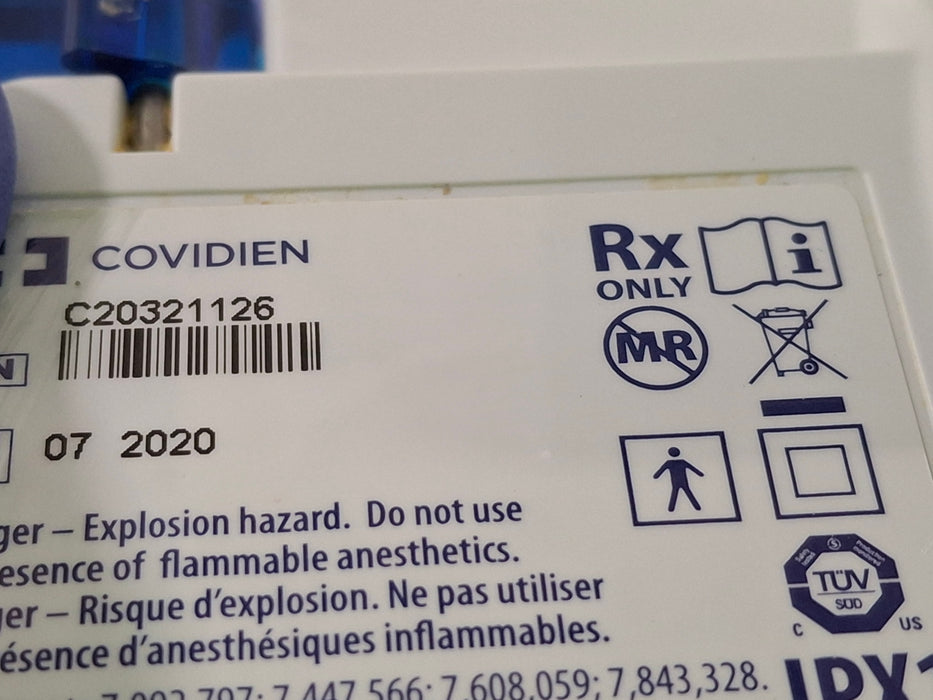 COVIDIEN
Rx
ONLY
i
C20321126
MR
N
07 2020
ger – Explosion hazard. Do not use
esence of flammable anesthetics.
ger – Risque d'explosion. Ne pas utiliser
ésence d'anesthésiques inflammables.
7,447,566; 7,608,059; 7,843,328.
TÜV
SÜD
C US
IPX1